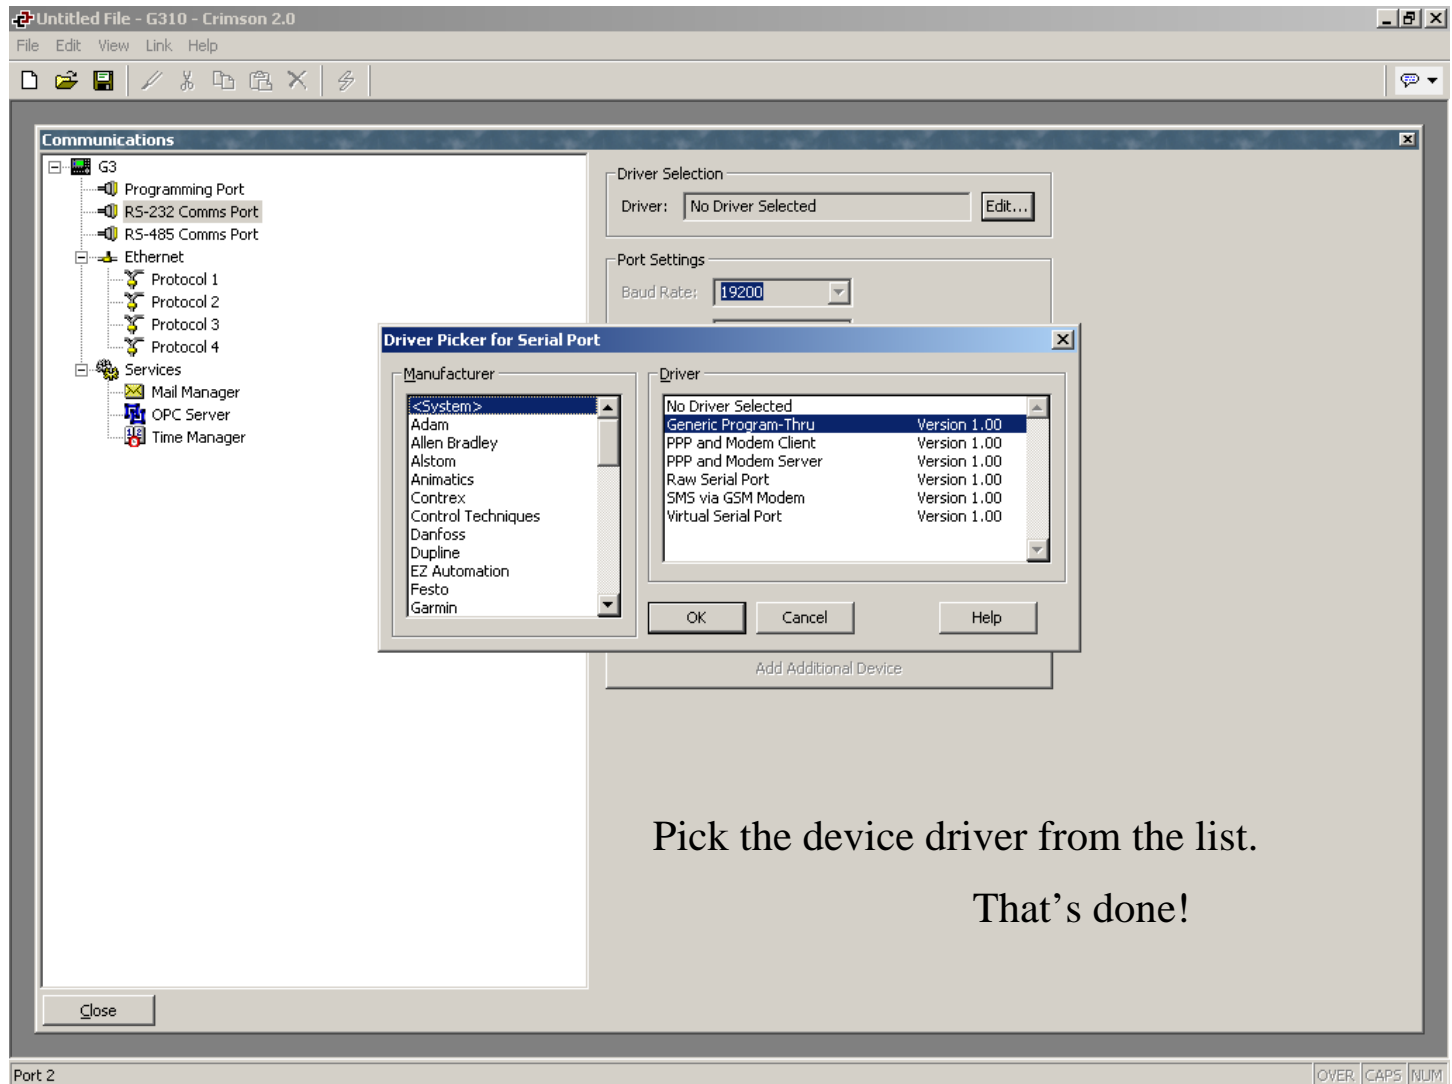 Untitled File - G310 - Crimson 2.0
File Edit View Link Help
Communications
G3
Programming Port
RS-232 Comms Port
RS-485 Comms Port
Ethernet
Protocol 1
Protocol 2
Protocol 3
Protocol 4
Services
Mail Manager
OPC Server
Time Manager
Driver Selection
Driver: No Driver Selected Edit...
Port Settings
Baud Rate: 19200
Driver Picker for Serial Port
Manufacturer
<System>
Adam
Allen Bradley
Alstom
Animatics
Contrex
Control Techniques
Danfoss
Dupline
EZ Automation
Festo
Garmin
Driver
No Driver Selected
Generic Program-Thru Version 1.00
PPP and Modem Client Version 1.00
PPP and Modem Server Version 1.00
Raw Serial Port Version 1.00
SMS via GSM Modem Version 1.00
Virtual Serial Port Version 1.00
OK Cancel Help
Add Additional Device
Pick the device driver from the list.
That’s done!
Close
Port 2 OVER CAPS NUM